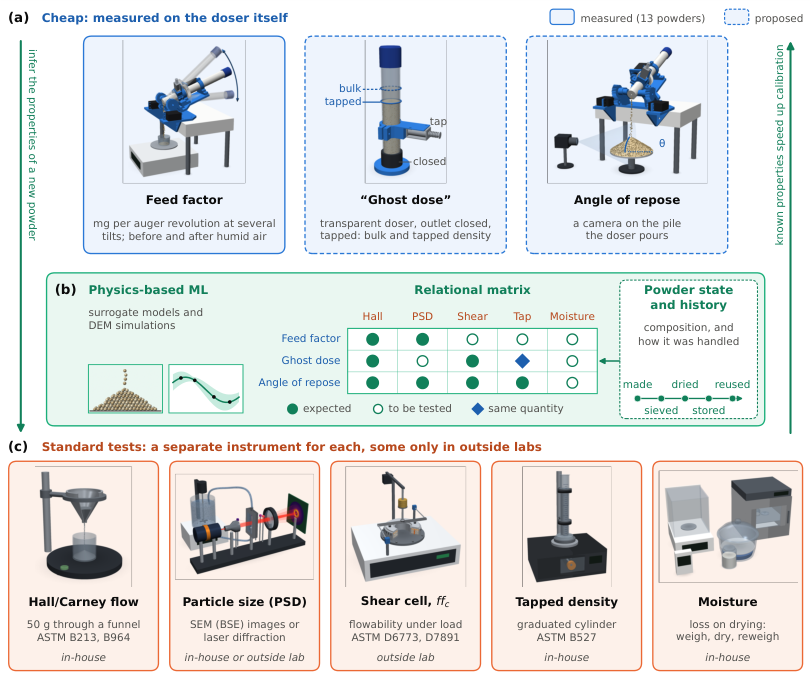 (a) Cheap: measured on the doser itself
measured (13 powders)
proposed
infer the properties of a new powder
known properties speed up calibration
bulk
tapped
tap
closed
θ
Feed factor
mg per auger revolution at several
tilts; before and after humid air
“Ghost dose”
transparent doser, outlet closed,
tapped: bulk and tapped density
Angle of repose
a camera on the pile
the doser pours
(b) Physics-based ML
surrogate models and
DEM simulations
Relational matrix
Hall PSD Shear Tap Moisture
Feed factor
Ghost dose
Angle of repose
expected
to be tested
same quantity
Powder state
and history
composition, and
how it was handled
made dried reused
sieved stored
(c) Standard tests: a separate instrument for each, some only in outside labs
Hall/Carney flow
50 g through a funnel
ASTM B213, B964
in-house
Particle size (PSD)
SEM (BSE) images or
laser diffraction
in-house or outside lab
Shear cell, ff_c
flowability under load
ASTM D6773, D7891
outside lab
Tapped density
graduated cylinder
ASTM B527
in-house
Moisture
loss on drying:
weigh, dry, reweigh
in-house